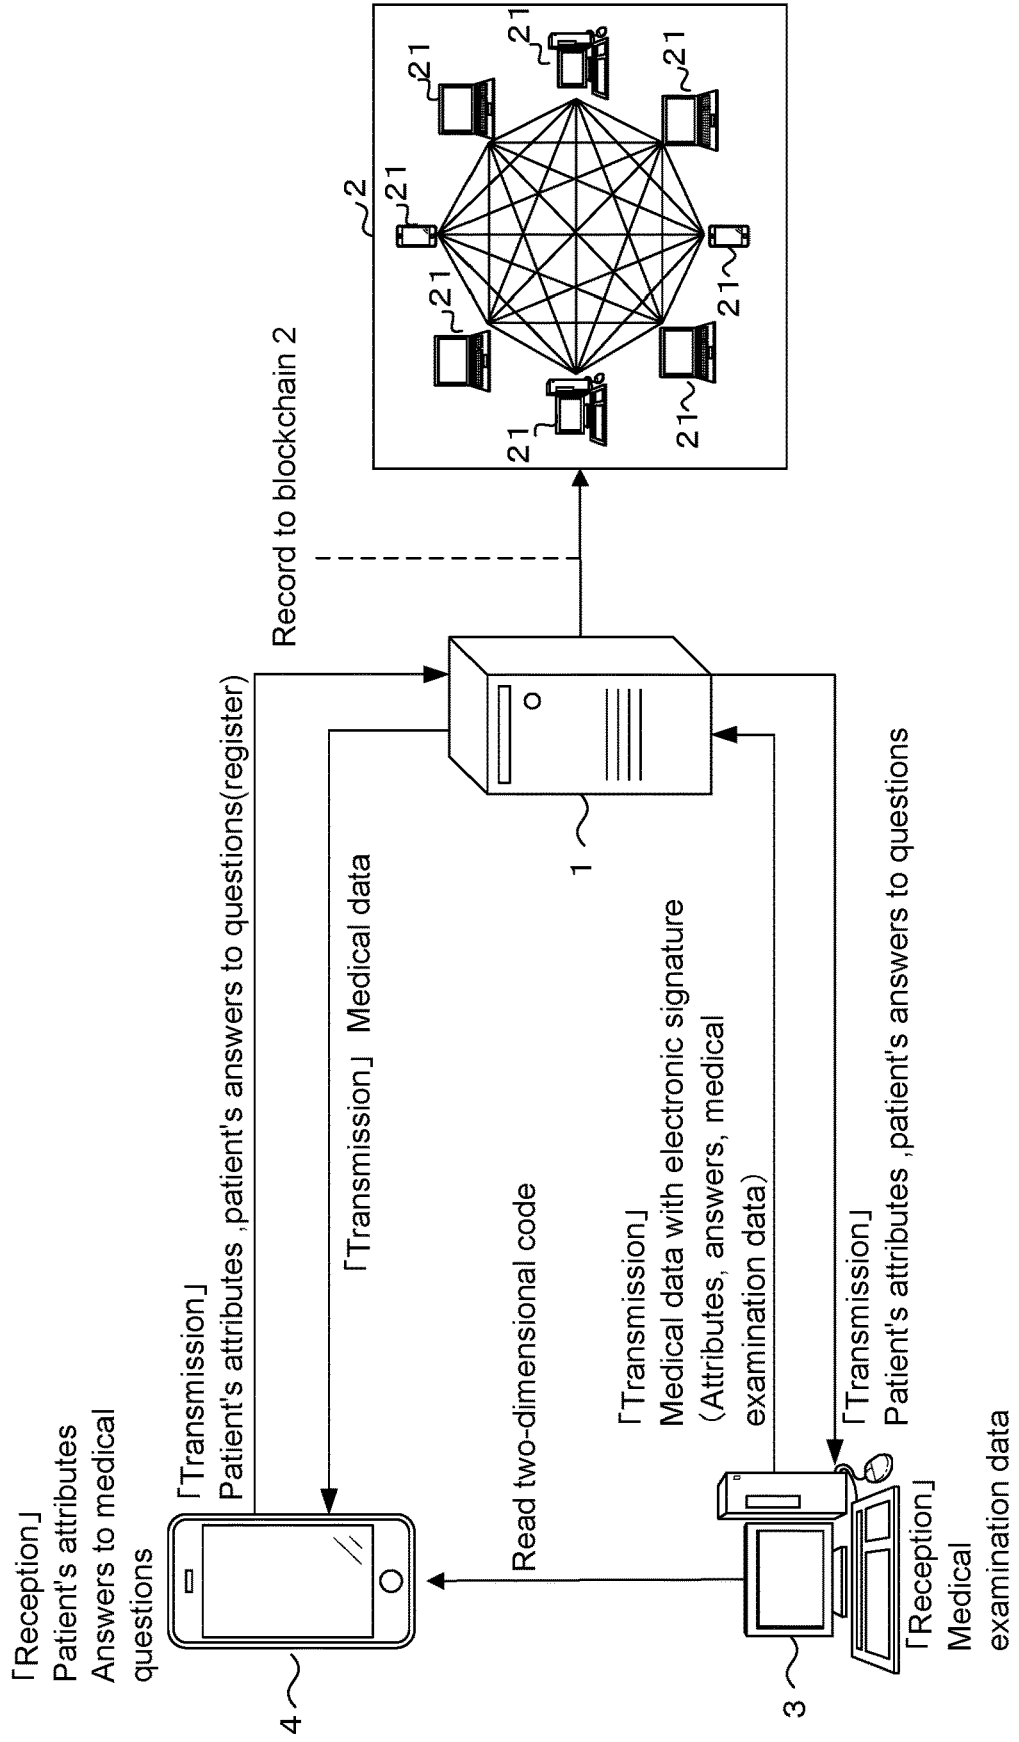 「Reception」
Patient's attributes
Answers to medical
questions
「Transmission」
Patient's attributes ,patient's answers to questions(register)
「Transmission」 Medical data
Record to blockchain 2
2
21
21
21
21
21
21
21
21
4
Read two-dimensional code
1
「Transmission」
Medical data with electronic signature
(Attributes, answers, medical
examination data)
3
「Transmission」
Patient's attributes ,patient's answers to questions
「Reception」
Medical
examination data